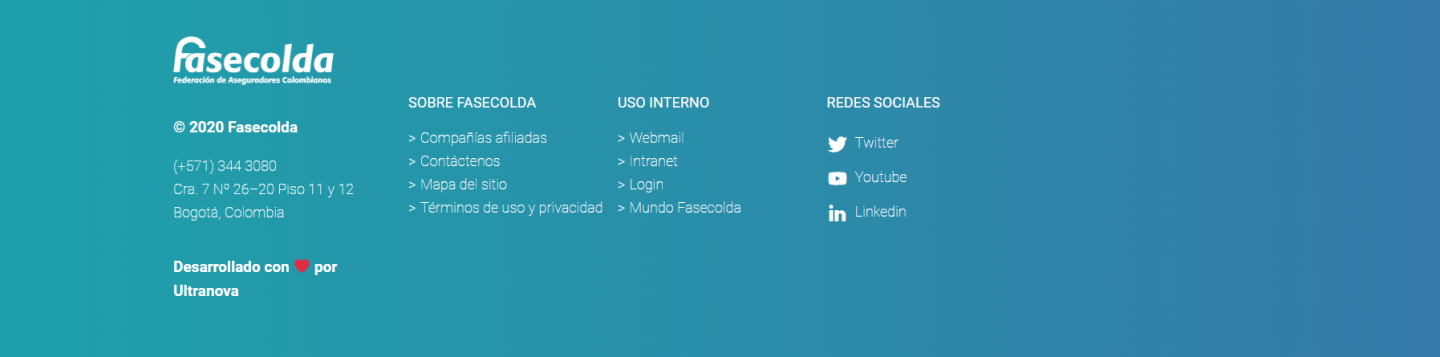 fasecolda
Federación de Aseguradores Colombianos
© 2020 Fasecolda
(+571) 344 3080
Cra. 7 Nº 26–20 Piso 11 y 12
Bogotá, Colombia
Desarrollado con ❤ por
Ultranova
SOBRE FASECOLDA
> Compañías afiliadas
> Contáctenos
> Mapa del sitio
> Términos de uso y privacidad
USO INTERNO
> Webmail
> Intranet
> Login
> Mundo Fasecolda
REDES SOCIALES
Twitter
Youtube
Linkedin